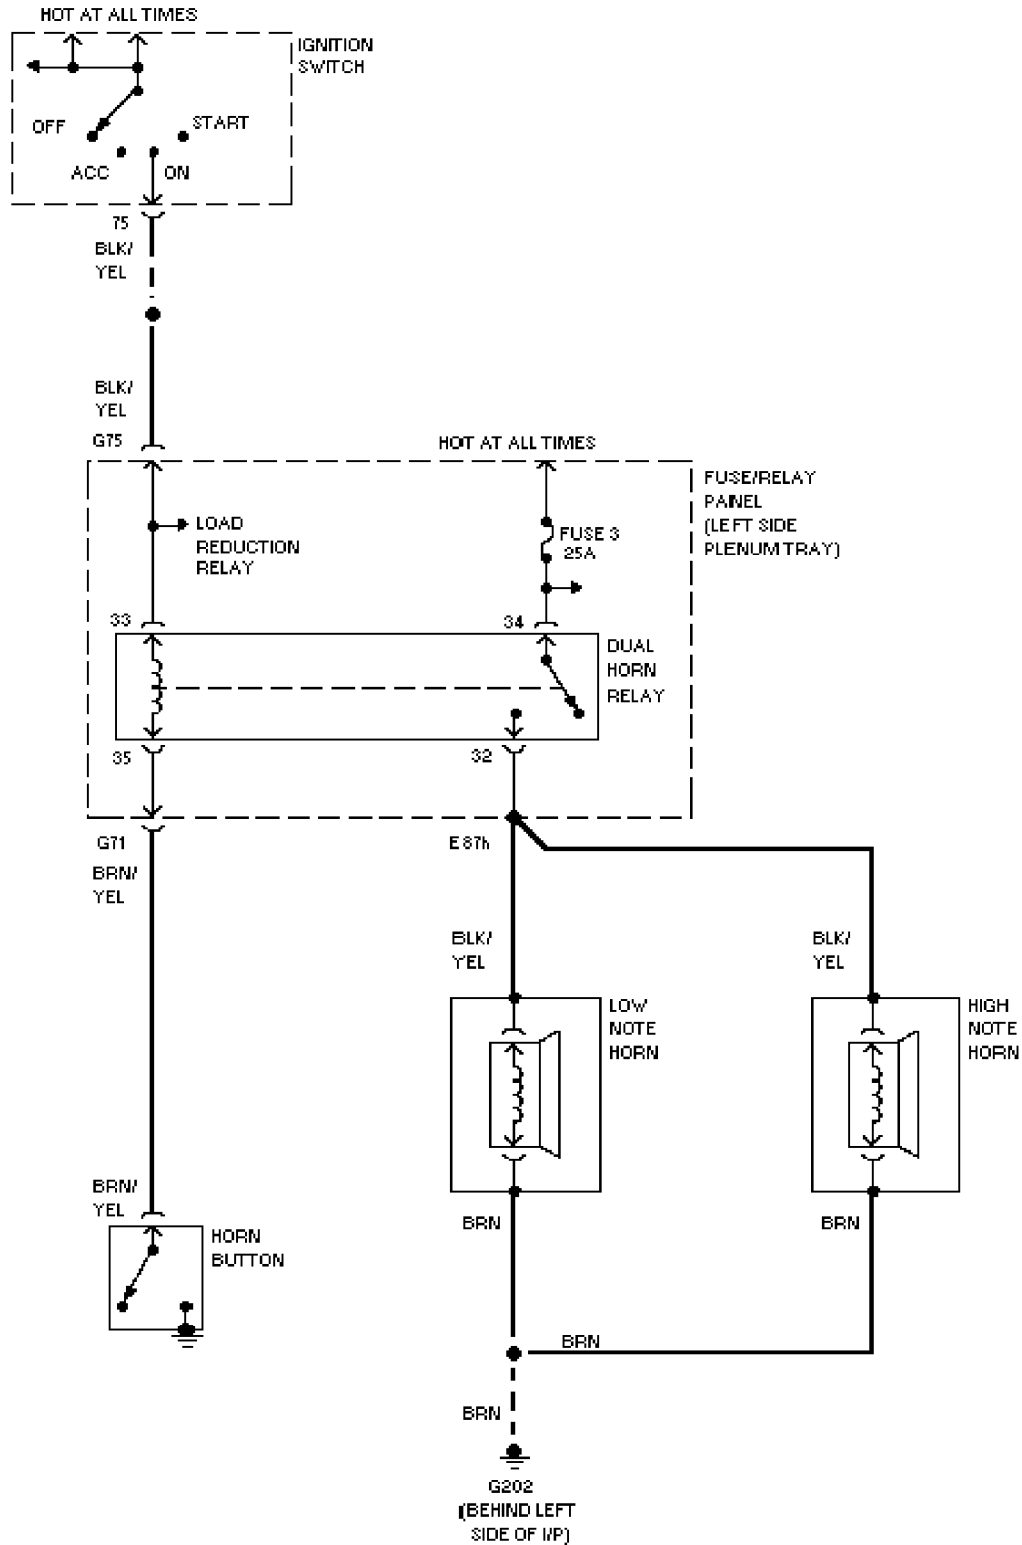 HOT AT ALL TIMES
IGNITION
SWITCH
OFF
START
ACC
ON
75
BLK/
YEL
BLK/
YEL
G75
HOT AT ALL TIMES
FUSE/RELAY
PANEL
(LEFT SIDE
PLENUM TRAY)
LOAD
REDUCTION
RELAY
FUSE 3
25A
33
34
DUAL
HORN
RELAY
35
32
G71
E 87h
BRN/
YEL
BLK/
YEL
BLK/
YEL
LOW
NOTE
HORN
HIGH
NOTE
HORN
BRN/
YEL
HORN
BUTTON
BRN
BRN
BRN
BRN
G202
(BEHIND LEFT
SIDE OF I/P)